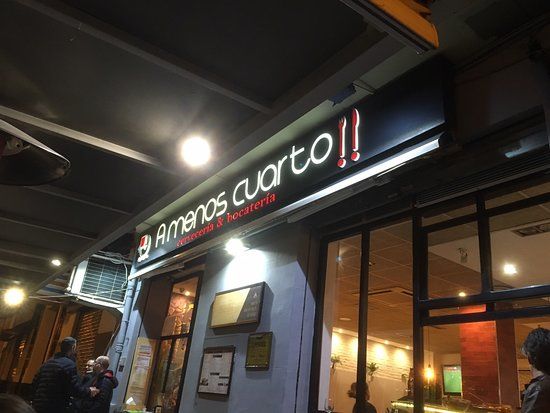 A menos cuarto!!
cervecería & bocatería